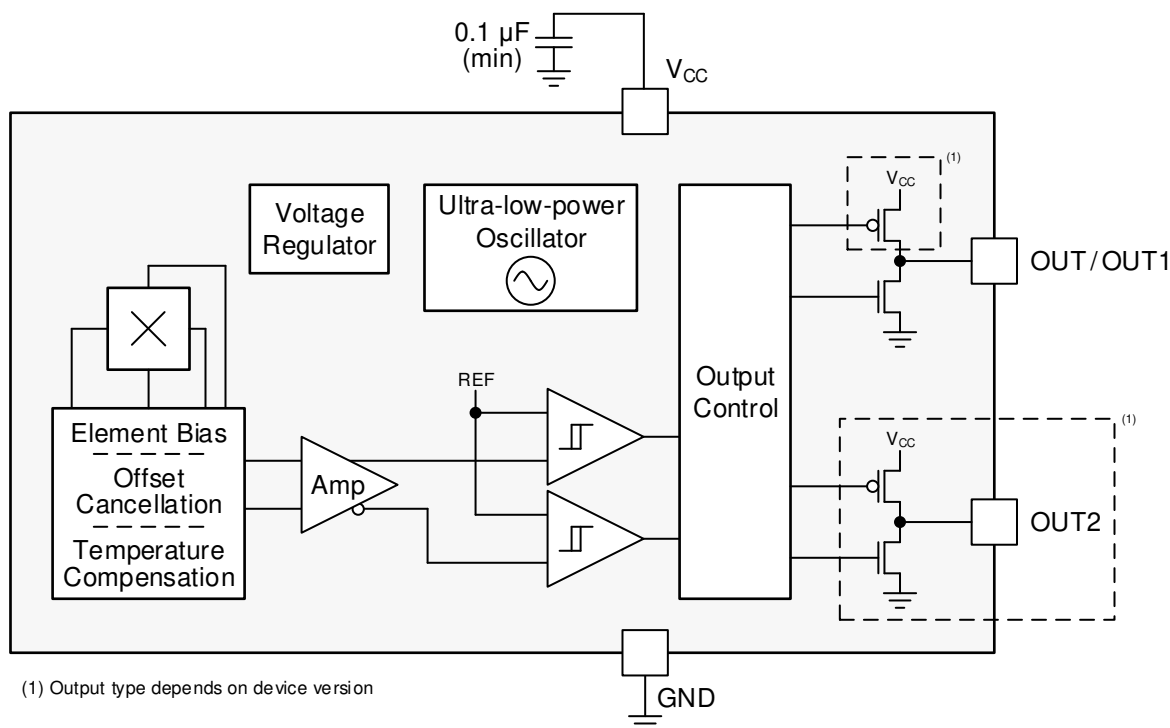 0.1 µF
(min)
VCC
(1)
VCC
Voltage
Regulator
Ultra-low-power
Oscillator
OUT/OUT1
REF
Output
Control
Element Bias
Offset
Cancellation
Temperature
Compensation
Amp
(1)
VCC
OUT2
GND
(1) Output type depends on device version